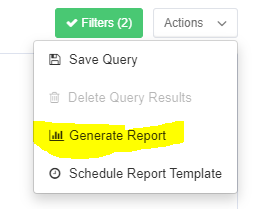 Filters (2) Actions
Save Query
Delete Query Results
Generate Report
Schedule Report Template